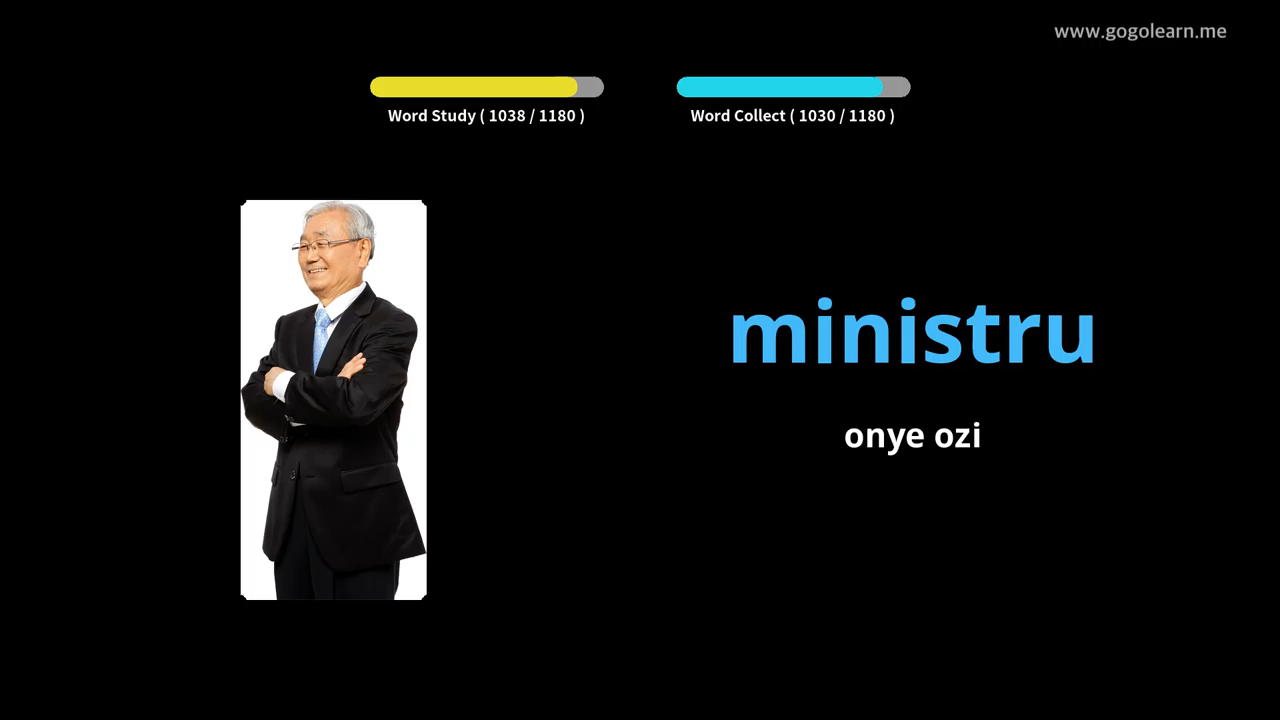 www.gogolearn.me
Word Study ( 1038 / 1180 )
Word Collect ( 1030 / 1180 )
ministru
onye ozi